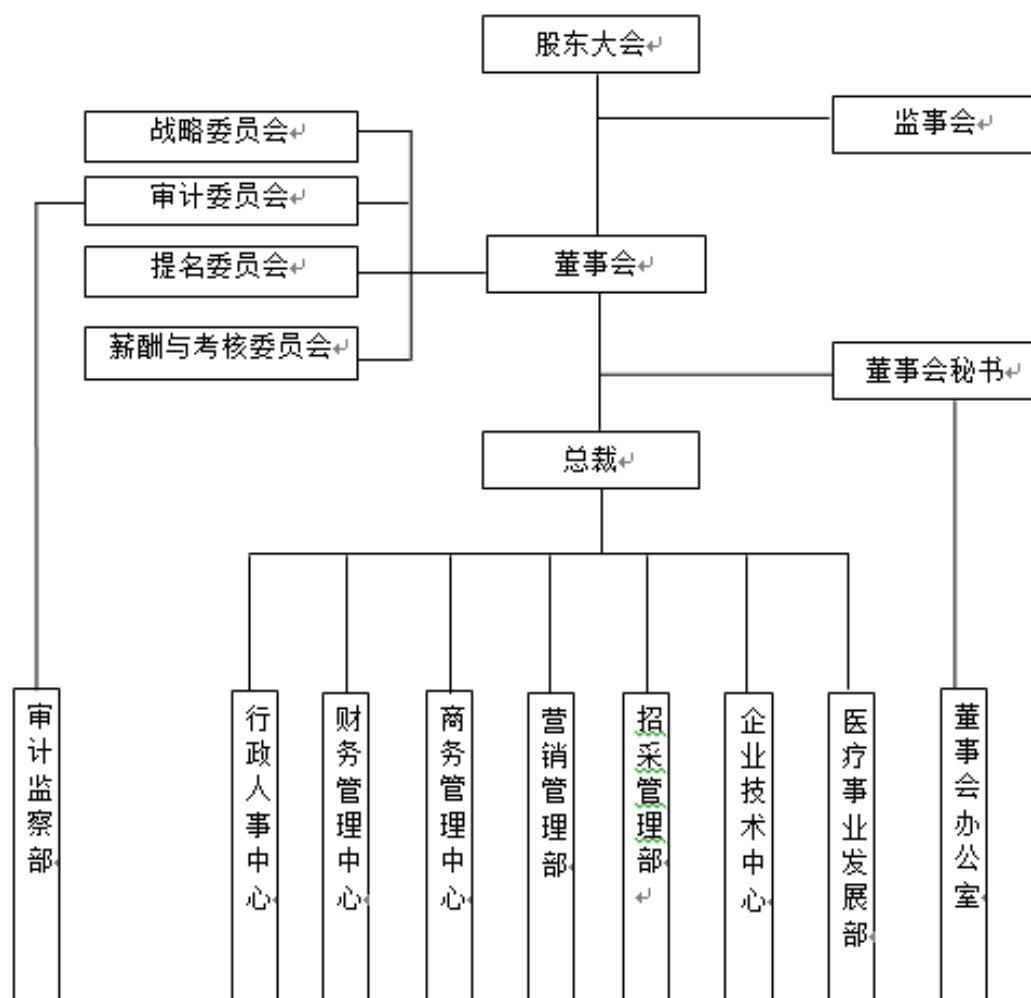 股东大会
监事会
战略委员会
审计委员会
提名委员会
董事会
薪酬与考核委员会
董事会秘书
总裁
审计监察部
行政人事中心
财务管理中心
商务管理中心
营销管理部
招采管理部
企业技术中心
医疗事业发展部
董事会办公室